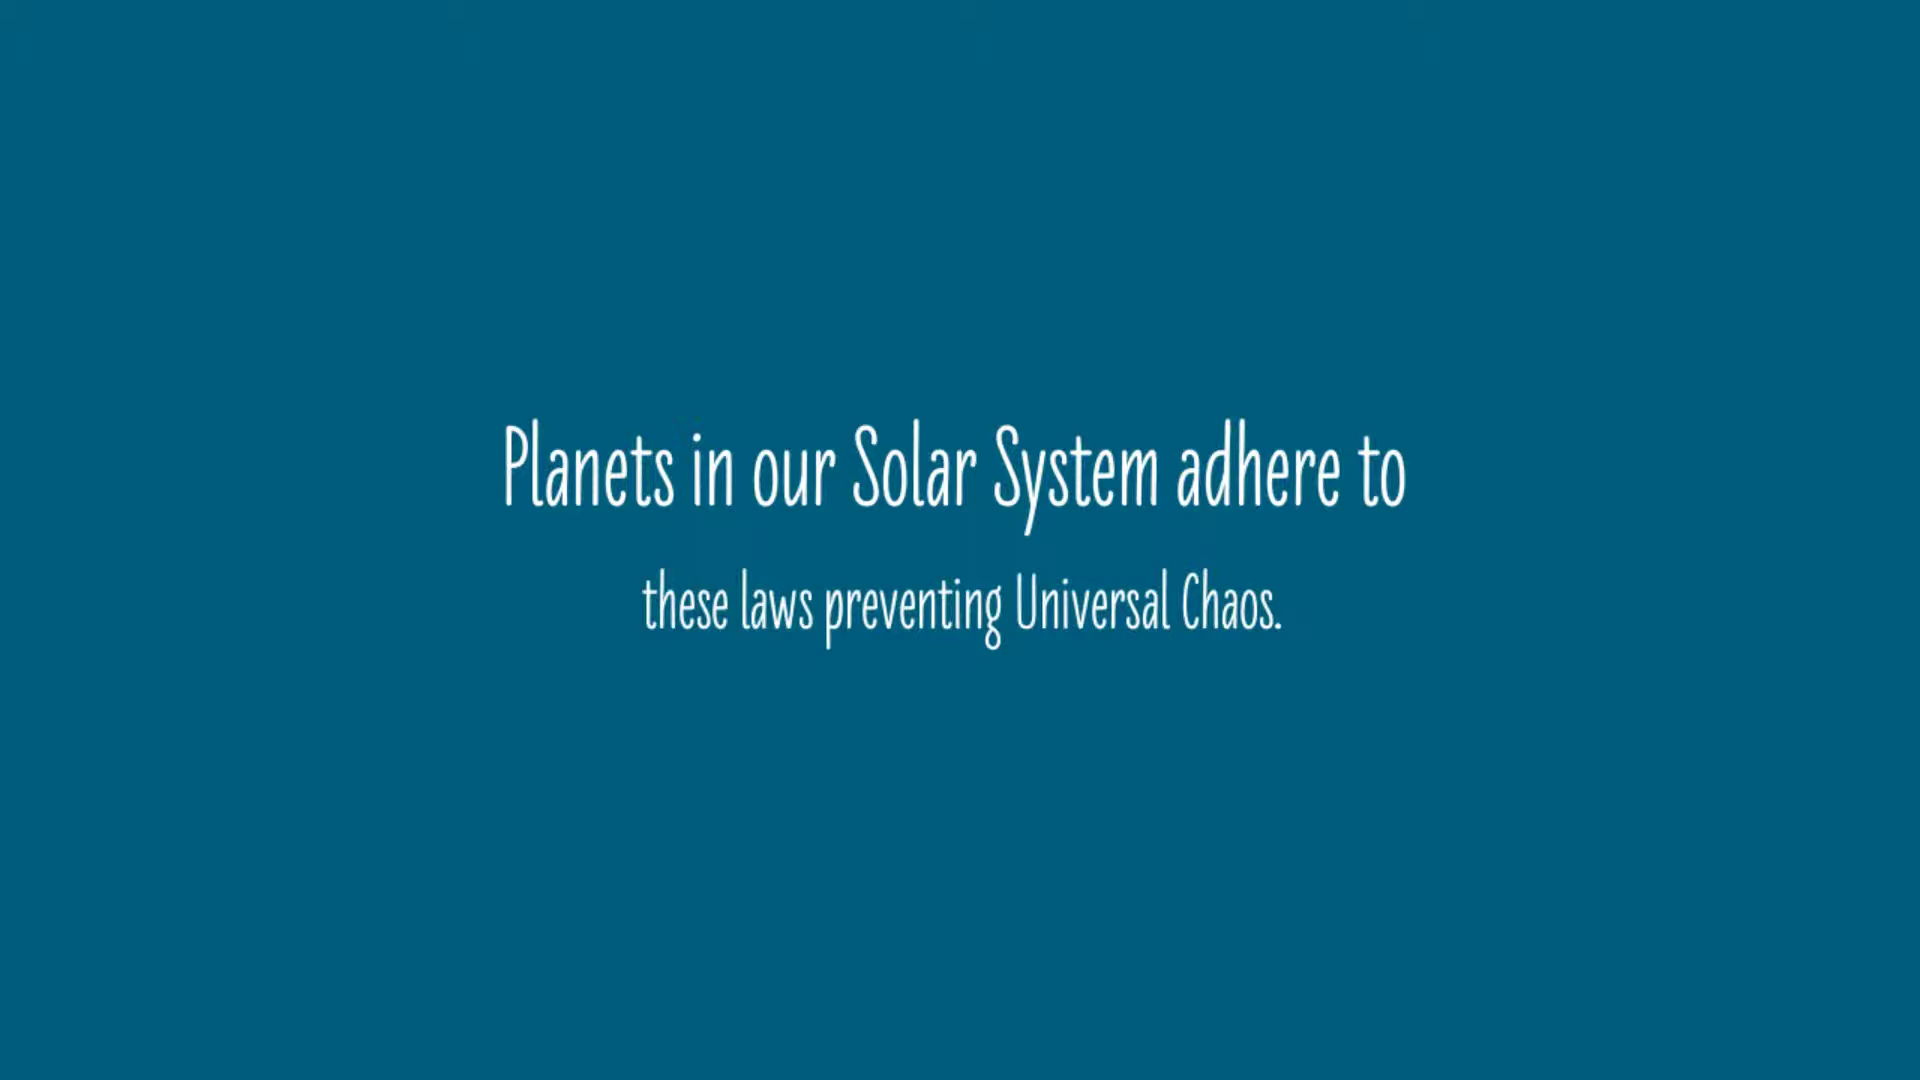 Planets in our Solar System adhere to
these laws preventing Universal Chaos.